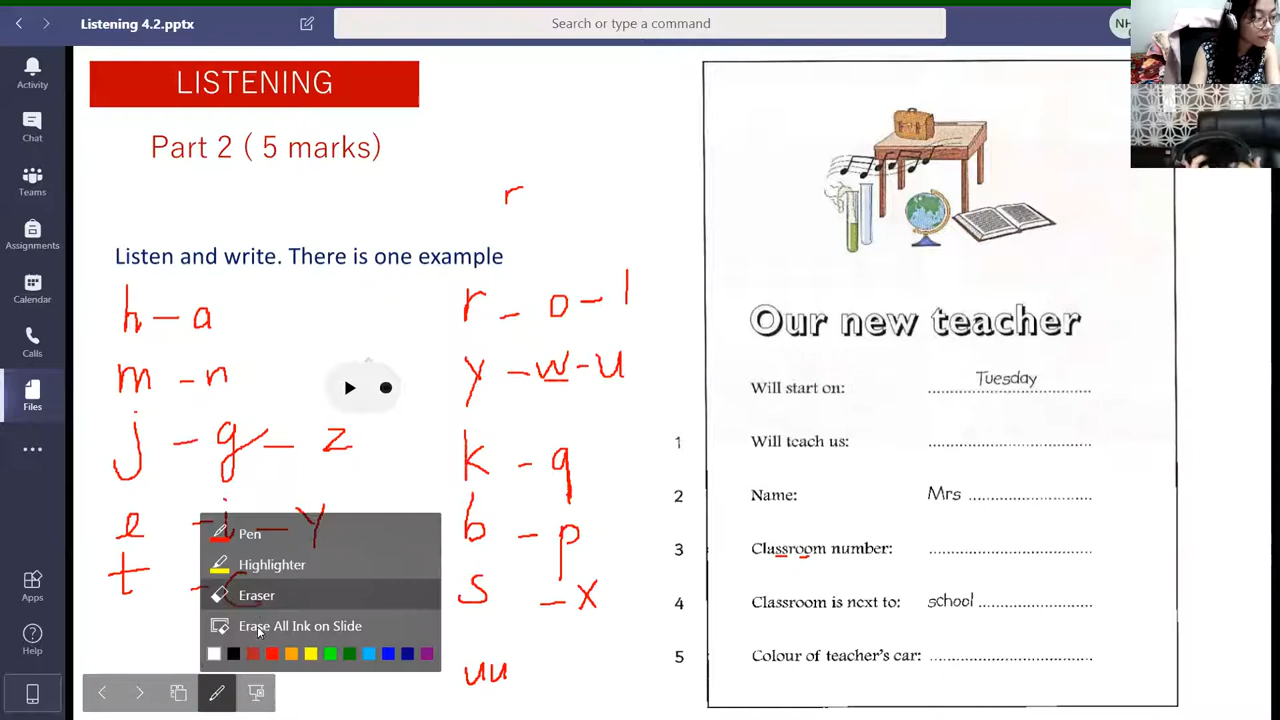 Listening 4.2.pptx
Search or type a command
NH
Activity
Chat
Teams
Assignments
Calendar
Calls
Files
Apps
Help
LISTENING
Part 2 ( 5 marks)
r
Listen and write. There is one example
h - a
m - n
j - g - z
e - i - y
t - c
r - o - l
y - w - u
k - q
b - p
s - x
uu
Pen
Highlighter
Eraser
Erase All Ink on Slide
Our new teacher
Will start on: Tuesday
1 Will teach us:
2 Name: Mrs
3 Classroom number:
4 Classroom is next to: school
5 Colour of teacher's car: